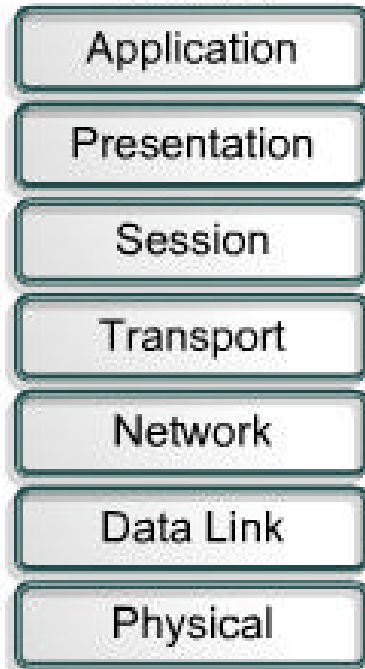 Application
Presentation
Session
Transport
Network
Data Link
Physical